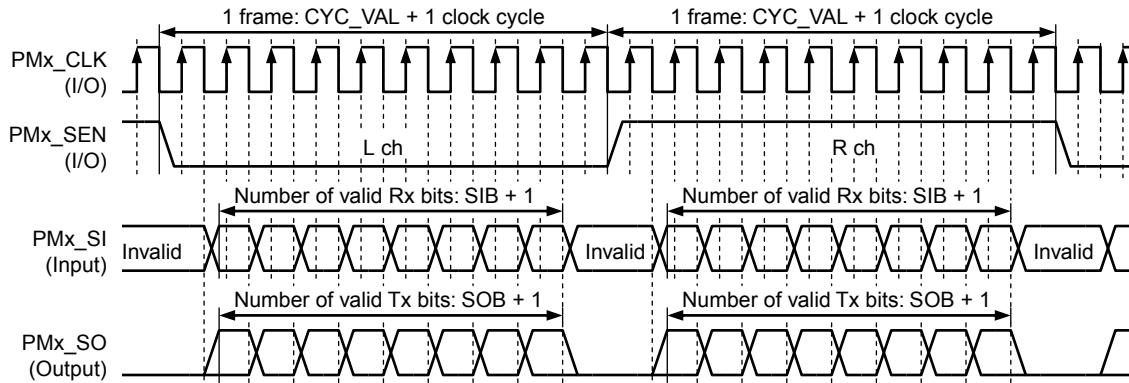 1 frame: CYC_VAL + 1 clock cycle 1 frame: CYC_VAL + 1 clock cycle
PMx_CLK
(I/O)
PMx_SEN
(I/O)
L ch R ch
Number of valid Rx bits: SIB + 1 Number of valid Rx bits: SIB + 1
PMx_SI
(Input)
Invalid Invalid Invalid
Number of valid Tx bits: SOB + 1 Number of valid Tx bits: SOB + 1
PMx_SO
(Output)